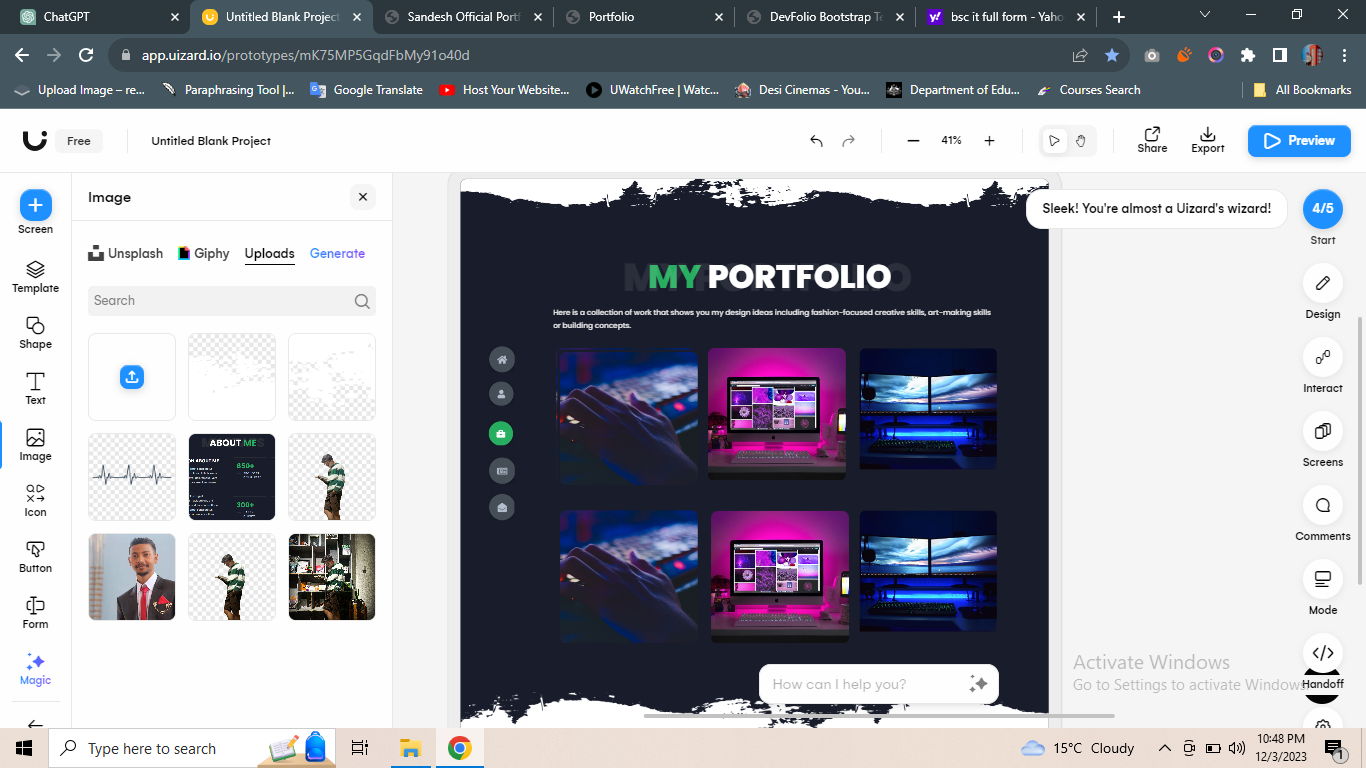 ChatGPT
Untitled Blank Project
Sandesh Official Portf
Portfolio
DevFolio Bootstrap Te
bsc it full form - Yaho
app.uizard.io/prototypes/mK75MP5GqdFbMy91o40d
Upload Image – re...
Paraphrasing Tool |...
Google Translate
Host Your Website...
UWatchFree | Watc...
Desi Cinemas - You...
Department of Edu...
Courses Search
All Bookmarks
Free
Untitled Blank Project
41%
Share
Export
Preview
Screen
Template
Shape
Text
Image
Icon
Button
Form
Magic
Image
Unsplash
Giphy
Uploads
Generate
Search
ABOUT ME
650+
300+
MY PORTFOLIO
Here is a collection of work that shows you my design ideas including fashion-focused creative skills, art-making skills
or building concepts.
How can I help you?
Sleek! You're almost a Uizard's wizard!
4/5
Start
Design
Interact
Screens
Comments
Mode
Handoff
Activate Windows
Go to Settings to activate Windows
Type here to search
15°C Cloudy
10:48 PM
12/3/2023
1